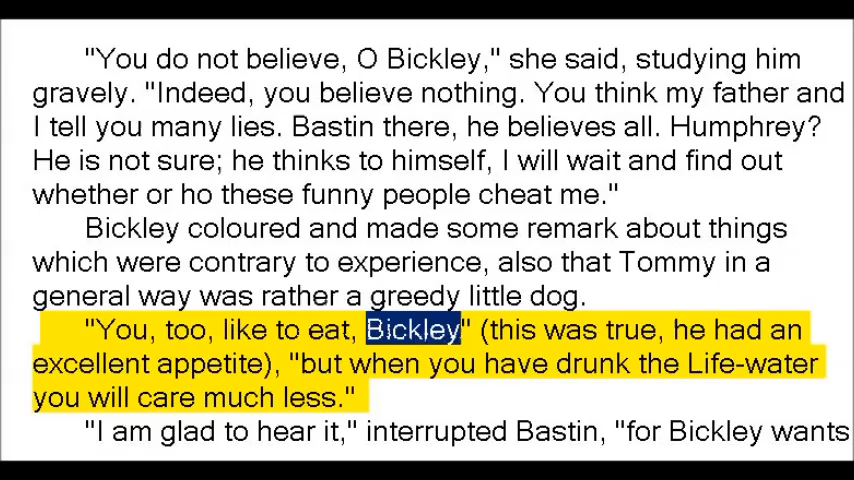 "You do not believe, O Bickley," she said, studying him
gravely. "Indeed, you believe nothing. You think my father and
I tell you many lies. Bastin there, he believes all. Humphrey?
He is not sure; he thinks to himself, I will wait and find out
whether or ho these funny people cheat me."
Bickley coloured and made some remark about things
which were contrary to experience, also that Tommy in a
general way was rather a greedy little dog.
"You, too, like to eat, Bickley" (this was true, he had an
excellent appetite), "but when you have drunk the Life-water
you will care much less."
"I am glad to hear it," interrupted Bastin, "for Bickley wants